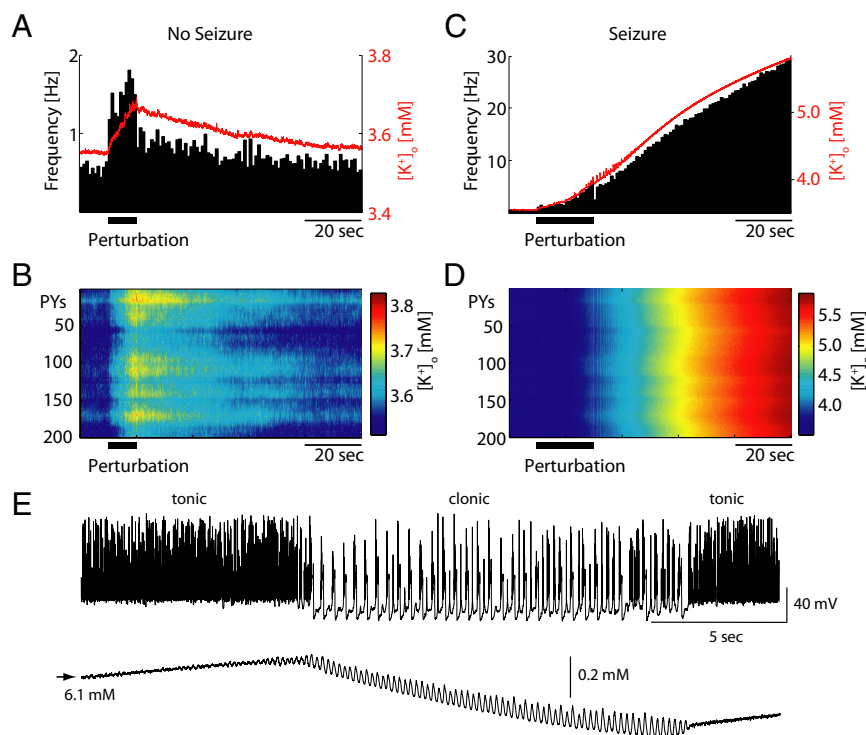 A
No Seizure
Frequency [Hz]
2
1
3.8
3.6
3.4
[K⁺]ₒ [mM]
Perturbation
20 sec
C
Seizure
Frequency [Hz]
30
20
10
5.0
4.0
[K⁺]ₒ [mM]
Perturbation
20 sec
B
PYs
50
100
150
200
3.8
3.7
3.6
[K⁺]ₒ [mM]
Perturbation
20 sec
D
PYs
50
100
150
200
5.5
5.0
4.5
4.0
[K⁺]ₒ [mM]
Perturbation
20 sec
E
tonic
clonic
tonic
40 mV
5 sec
6.1 mM
0.2 mM